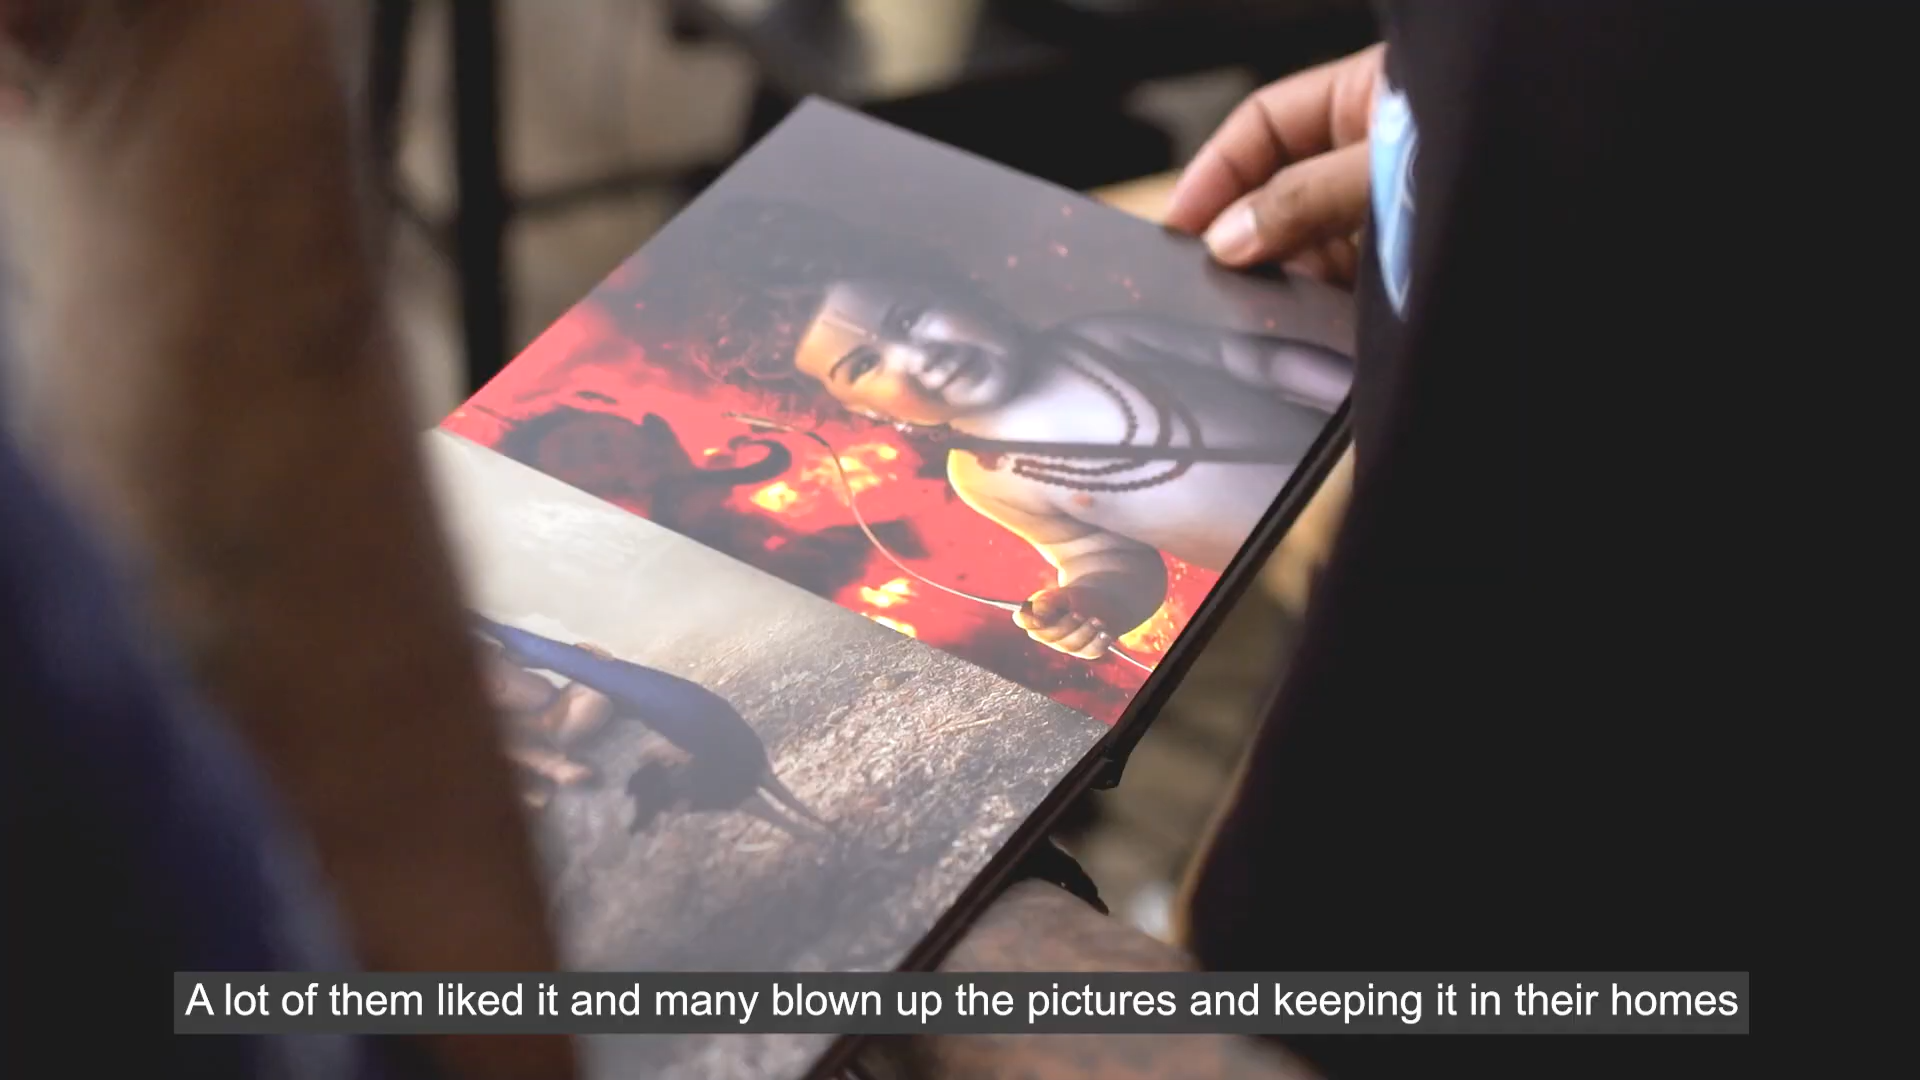 A lot of them liked it and many blown up the pictures and keeping it in their homes